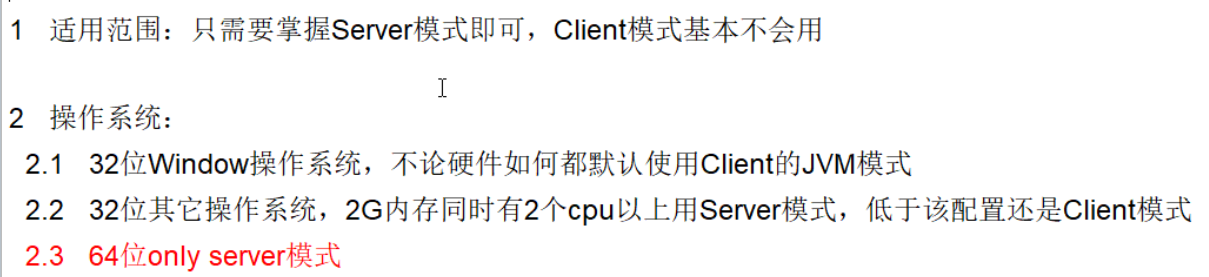 1 适用范围：只需要掌握Server模式即可，Client模式基本不会用
2 操作系统：
2.1 32位Window操作系统，不论硬件如何都默认使用Client的JVM模式
2.2 32位其它操作系统，2G内存同时有2个cpu以上用Server模式，低于该配置还是Client模式
2.3 64位only server模式